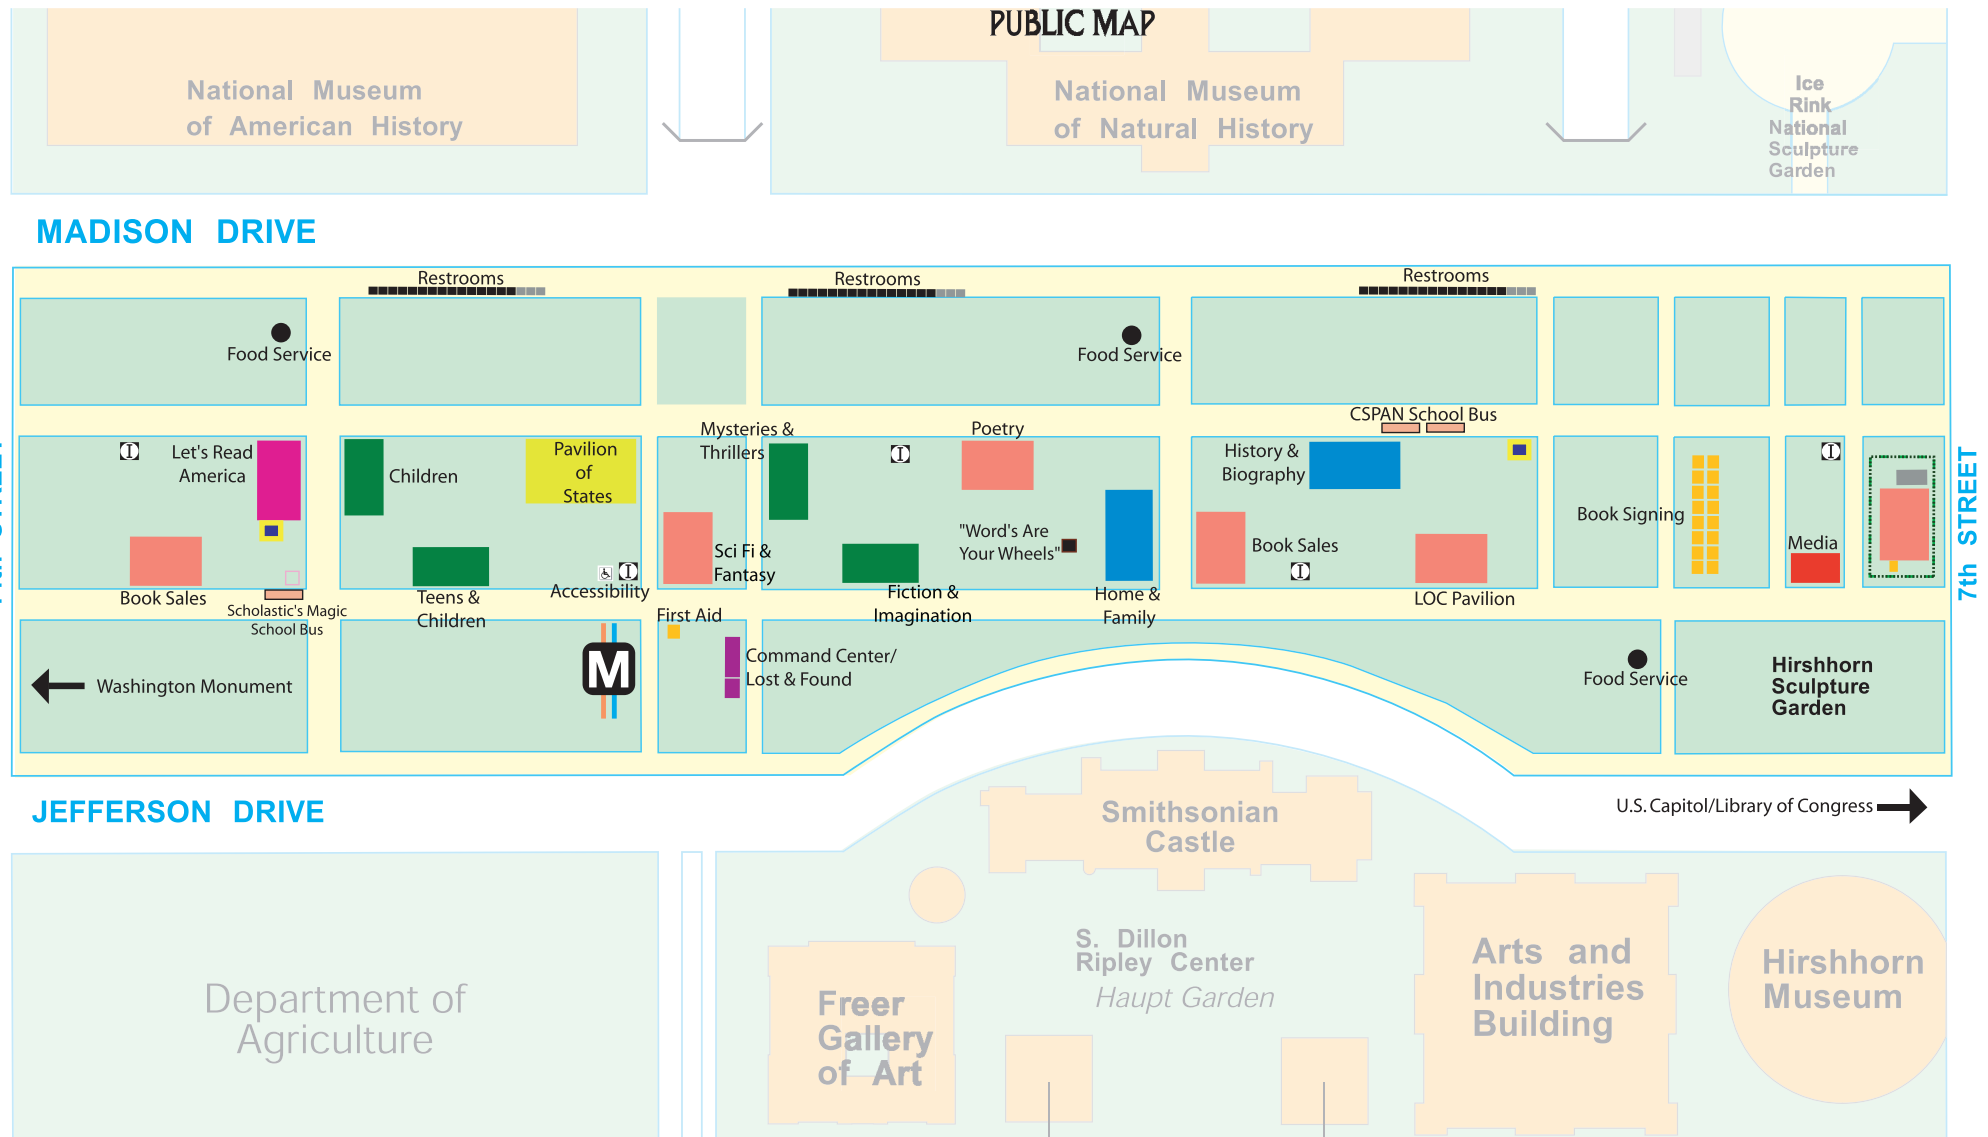 PUBLIC MAP
National Museum
of American History
National Museum
of Natural History
Ice
Rink
National
Sculpture
Garden
MADISON DRIVE
Restrooms
Restrooms
Restrooms
Food Service
Food Service
CSPAN School Bus
Let's Read
America
Children
Pavilion
of
States
Mysteries &
Thrillers
Poetry
History &
Biography
Book Signing
Media
7th STREET
Sci Fi &
Fantasy
"Word's Are
Your Wheels"
Book Sales
Book Sales
Scholastic's Magic
School Bus
Teens &
Children
Accessibility
First Aid
Fiction &
Imagination
Home &
Family
LOC Pavilion
I
I
I
I
I
Washington Monument
M
Command Center/
Lost & Found
Food Service
Hirshhorn
Sculpture
Garden
JEFFERSON DRIVE
U.S. Capitol/Library of Congress
Smithsonian
Castle
Department of
Agriculture
Freer
Gallery
of Art
S. Dillon
Ripley Center
Haupt Garden
Arts and
Industries
Building
Hirshhorn
Museum